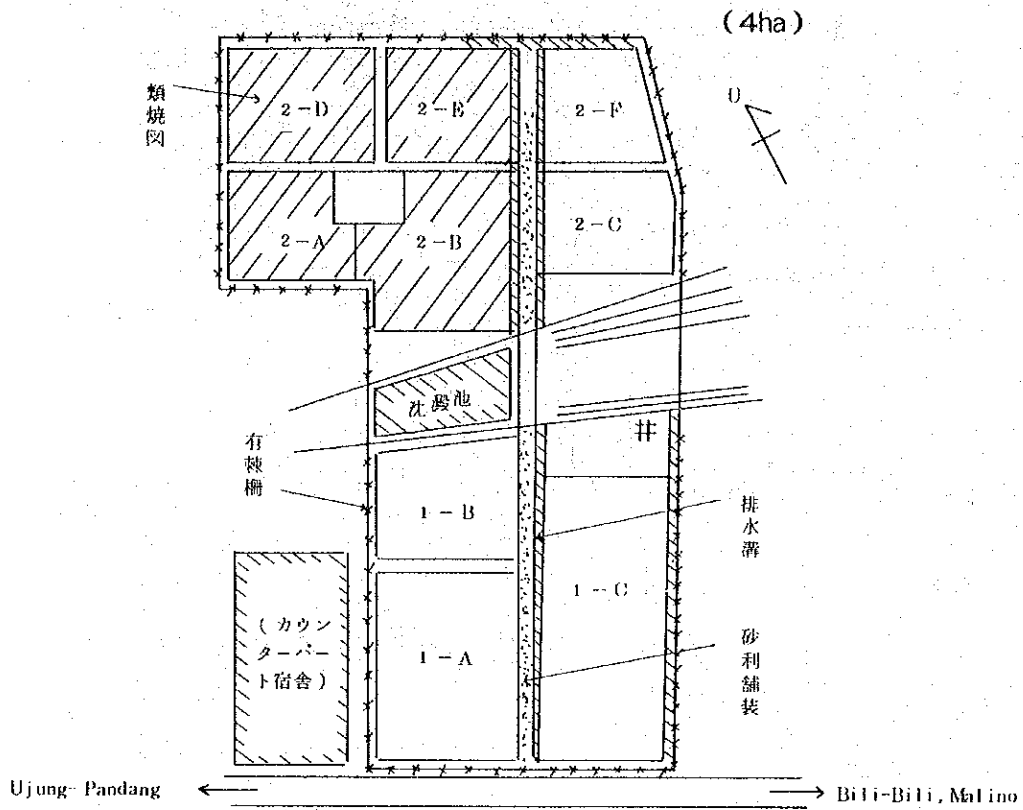 (4ha)
類焼図
2-D
2-E
2-F
0
2-A
2-B
2-C
沈殿池
有棘柵
井
1-B
排水溝
1-C
(カウン
ターパー
ト宿舎)
1-A
砂利舗装
Ujung-Pandang
Bili-Bili, Malino